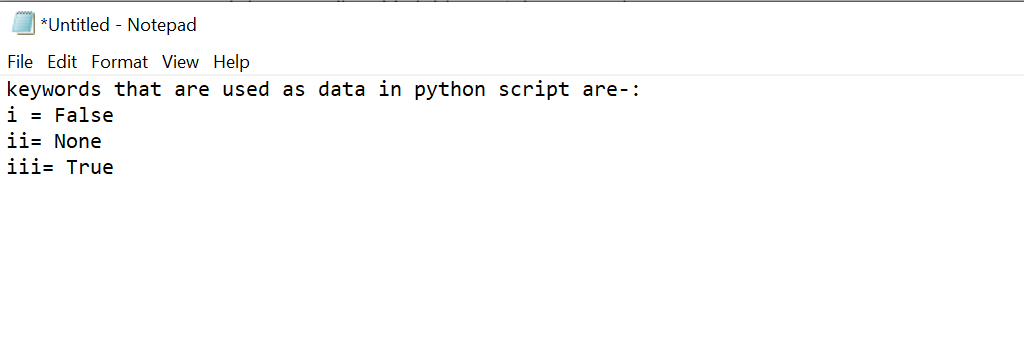 *Untitled - Notepad
File Edit Format View Help
keywords that are used as data in python script are-:
i = False
ii= None
iii= True